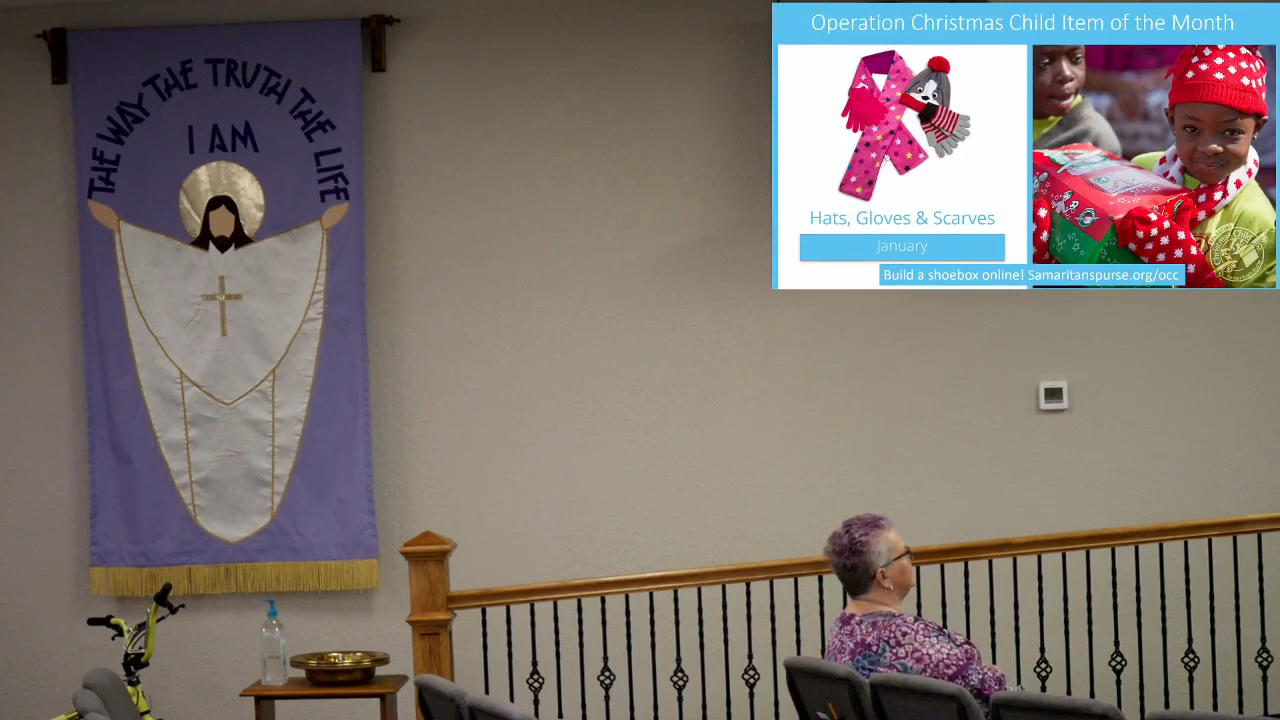 THE WAY THE TRUTH THE LIFE
I AM
Operation Christmas Child Item of the Month
Hats, Gloves & Scarves
January
Build a shoebox online! Samaritanspurse.org/occ